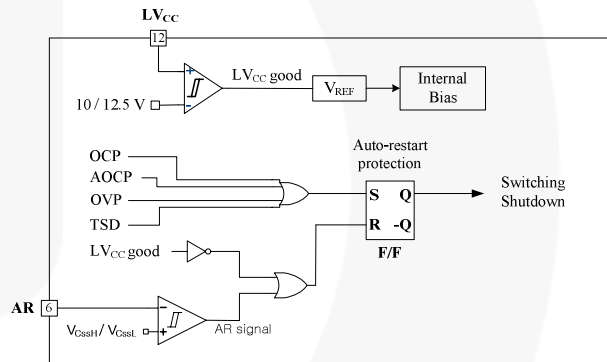 LVCC
12
+
LVCC good
VREF
Internal
Bias
10 / 12.5 V
-
OCP
AOCP
OVP
TSD
Auto-restart
protection
S Q
R -Q
F/F
Switching
Shutdown
LVCC good
AR 6
-
VCssH / VCssL
+
AR signal